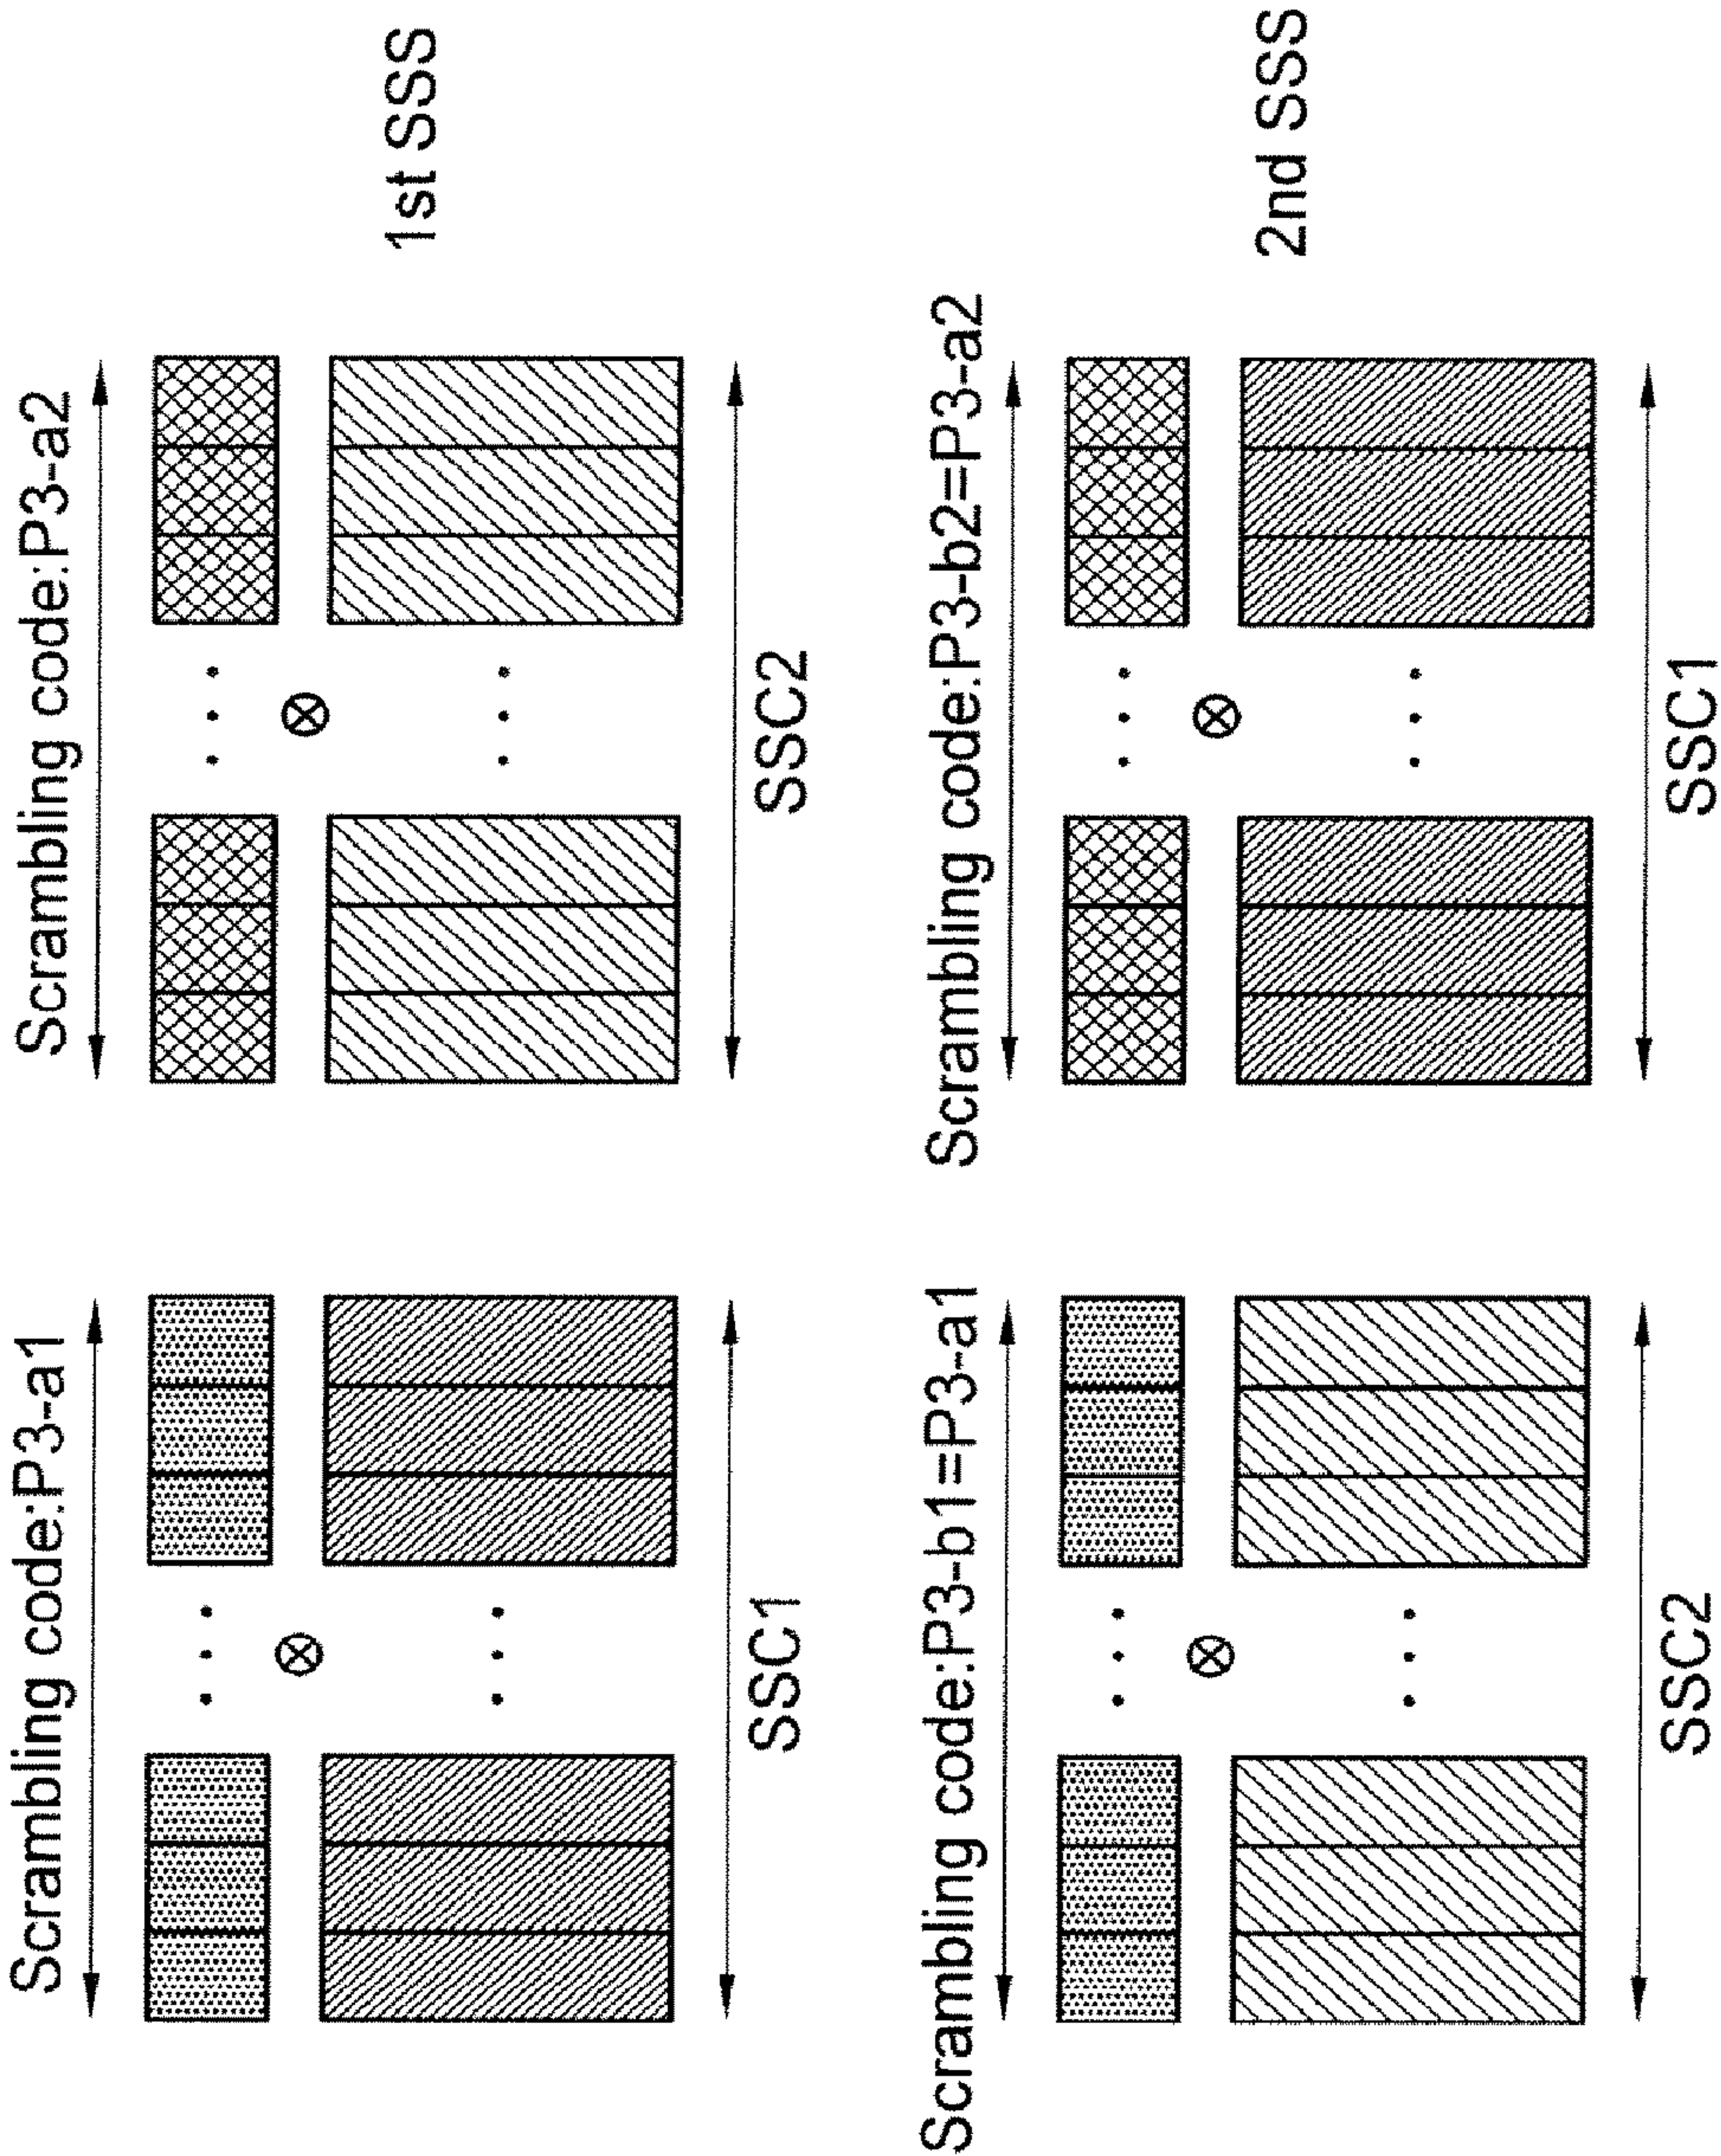 Scrambling code:P3-a1
Scrambling code:P3-a2
SSC1
SSC2
1st SSS
Scrambling code:P3-b1=P3-a1
Scrambling code:P3-b2=P3-a2
SSC2
SSC1
2nd SSS